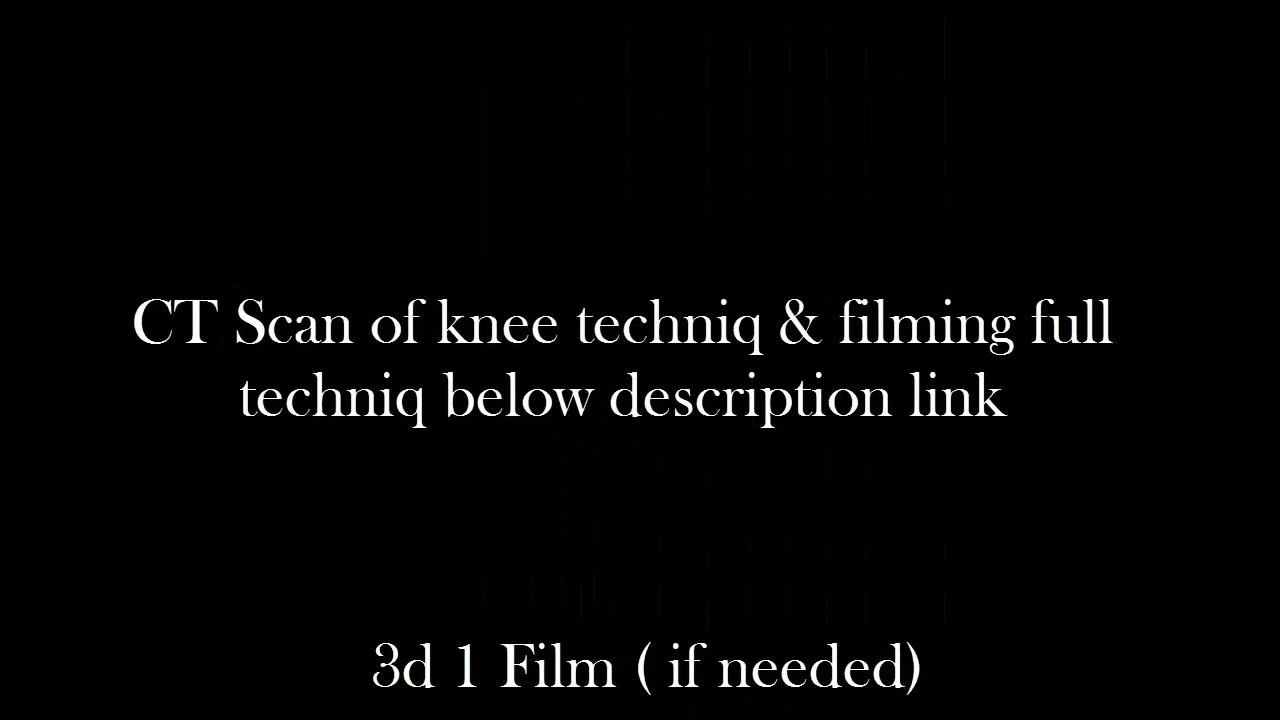 CT Scan of knee techniq & filming full
techniq below description link
3d 1 Film ( if needed)